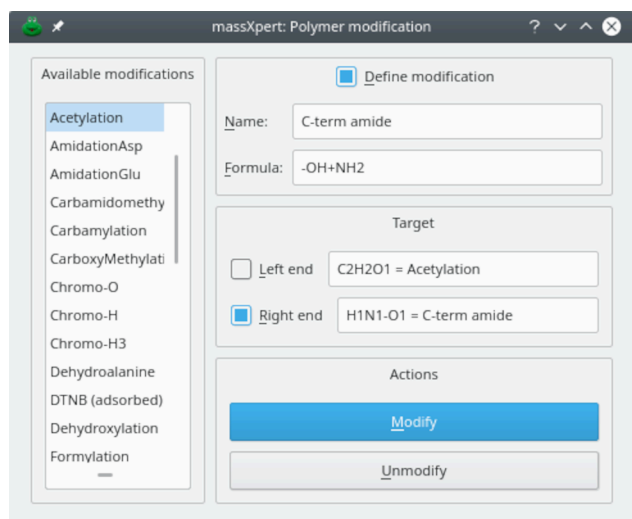 massXpert: Polymer modification
Available modifications
Acetylation
AmidationAsp
AmidationGlu
Carbamidomethy
Carbamylation
CarboxyMethylati
Chromo-O
Chromo-H
Chromo-H3
Dehydroalanine
DTNB (adsorbed)
Dehydroxylation
Formylation
Define modification
Name: C-term amide
Formula: -OH+NH2
Target
Left end C2H2O1 = Acetylation
Right end H1N1-O1 = C-term amide
Actions
Modify
Unmodify